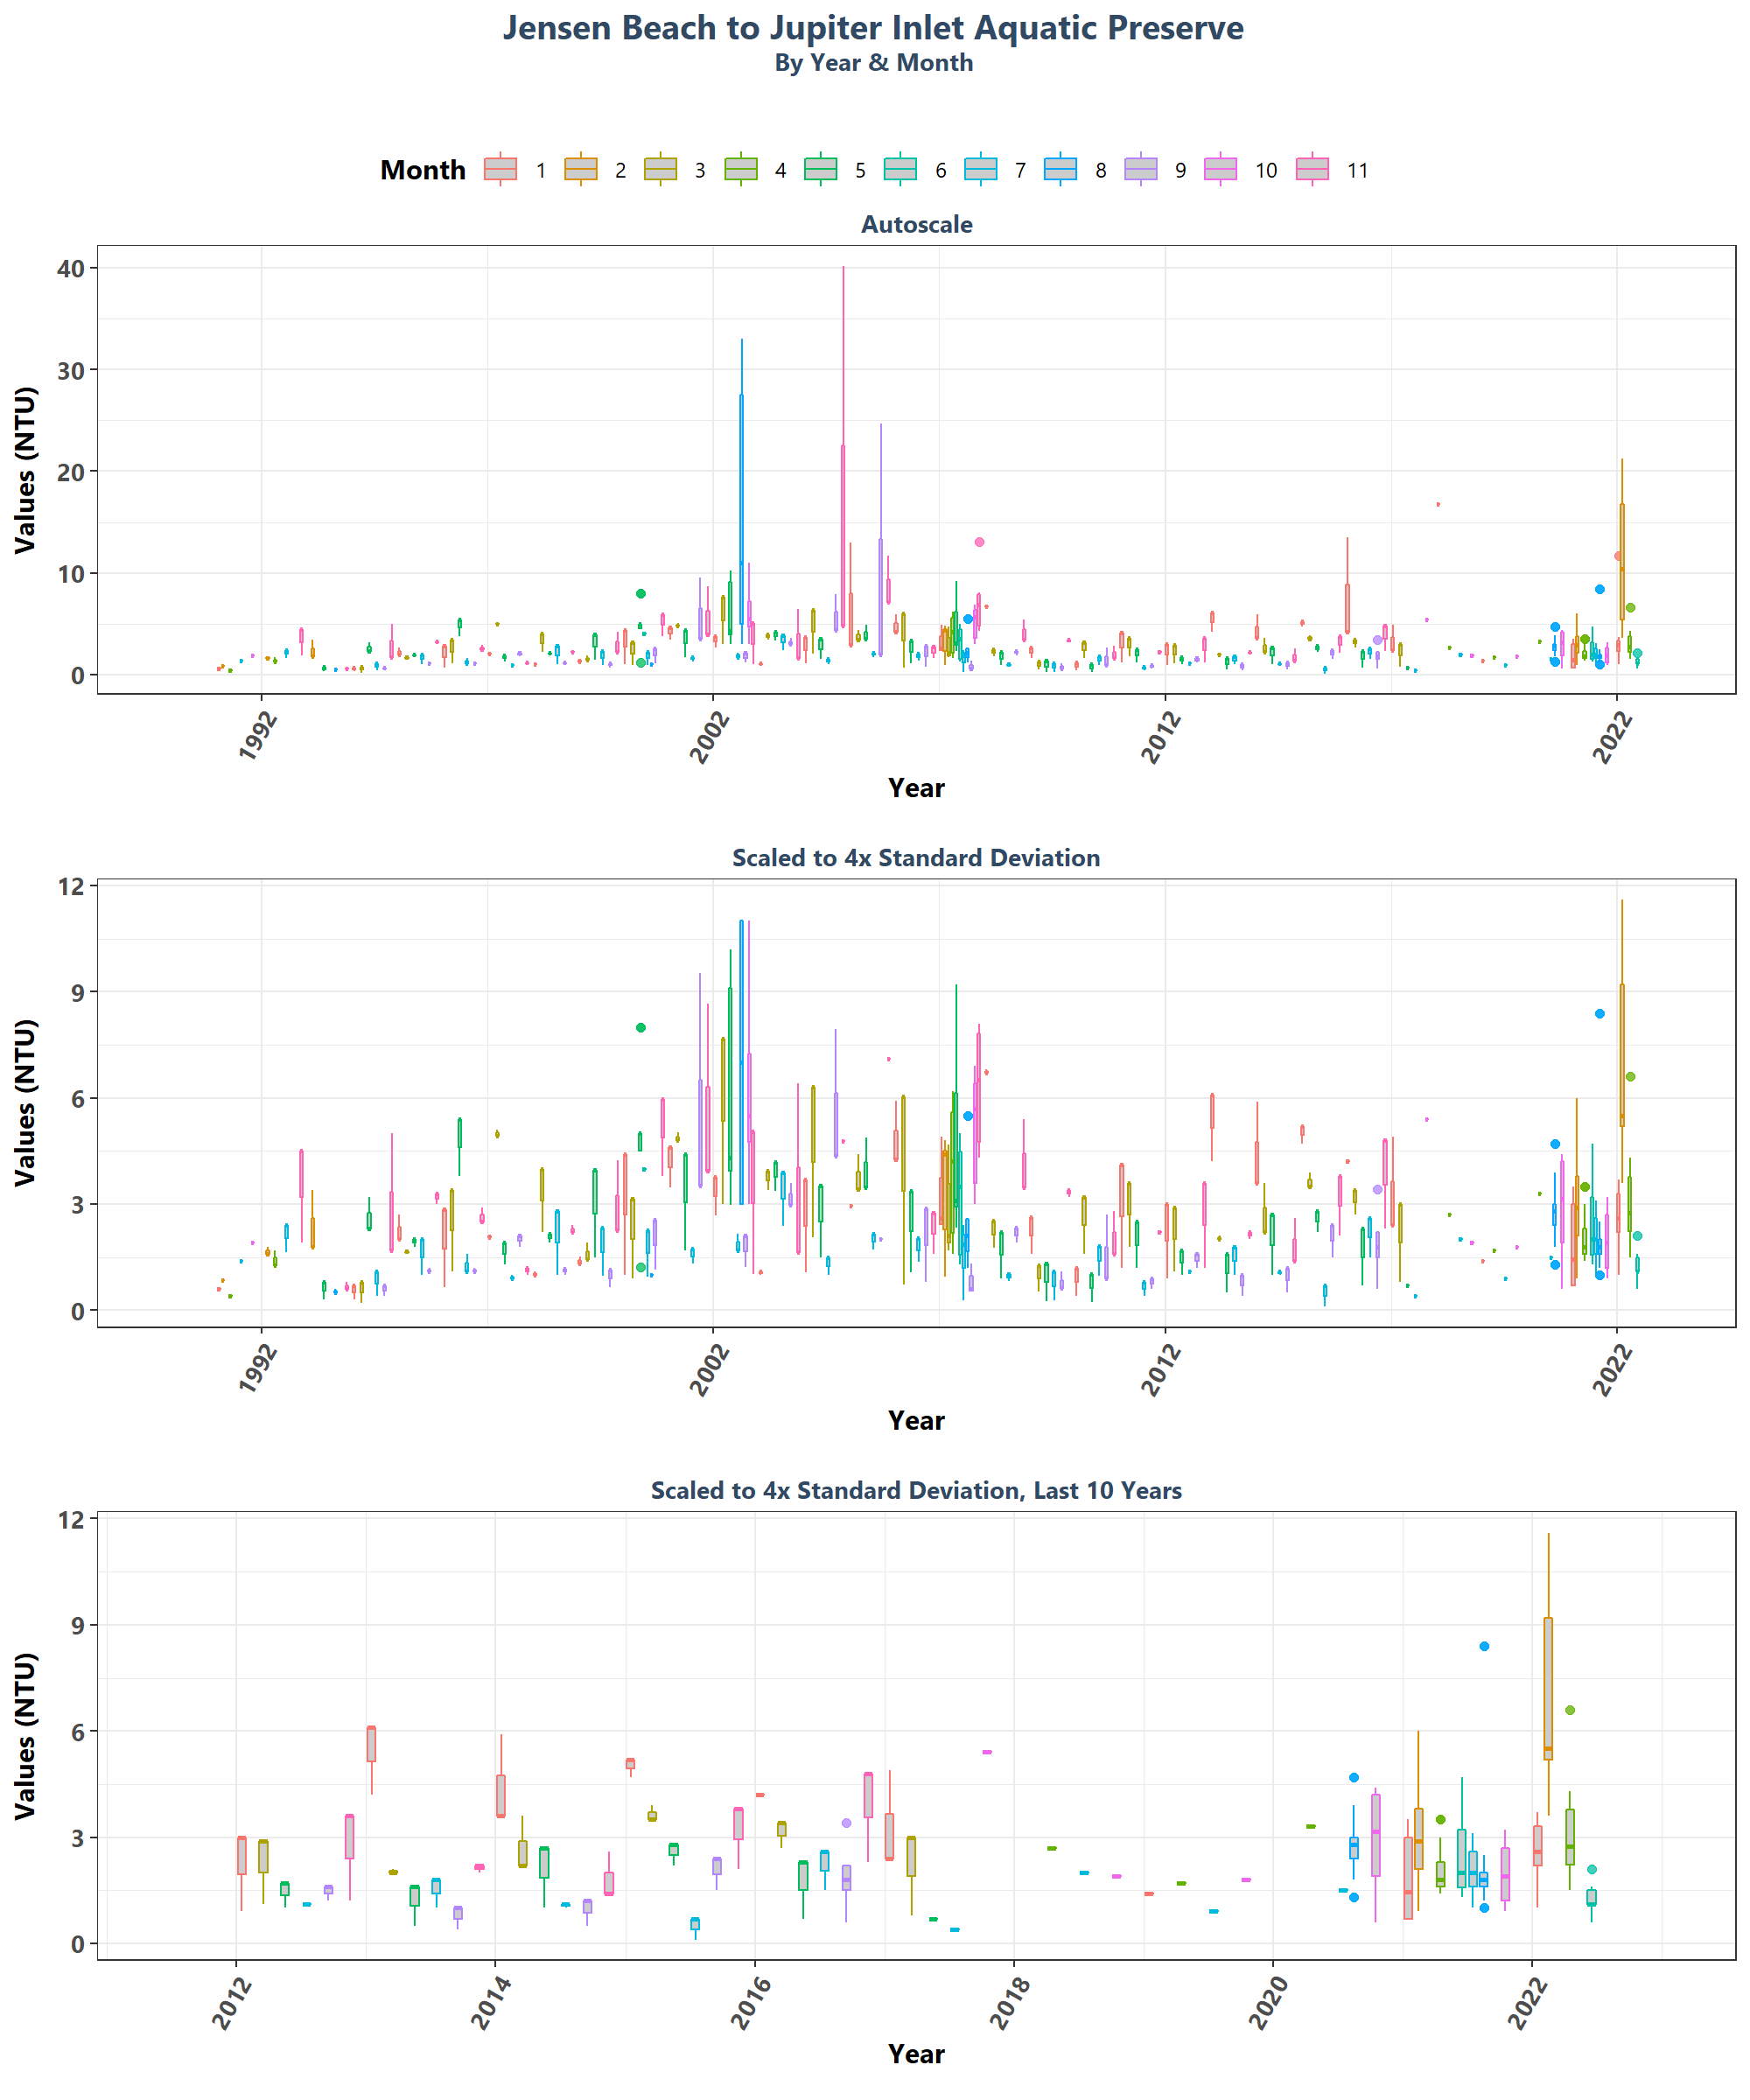 Jensen Beach to Jupiter Inlet Aquatic Preserve
By Year & Month
Month 1 2 3 4 5 6 7 8 9 10 11
Autoscale
Values (NTU)
40
30
20
10
0
1992 2002 2012 2022
Year
Scaled to 4x Standard Deviation
Values (NTU)
12
9
6
3
0
1992 2002 2012 2022
Year
Scaled to 4x Standard Deviation, Last 10 Years
Values (NTU)
12
9
6
3
0
2012 2014 2016 2018 2020 2022
Year